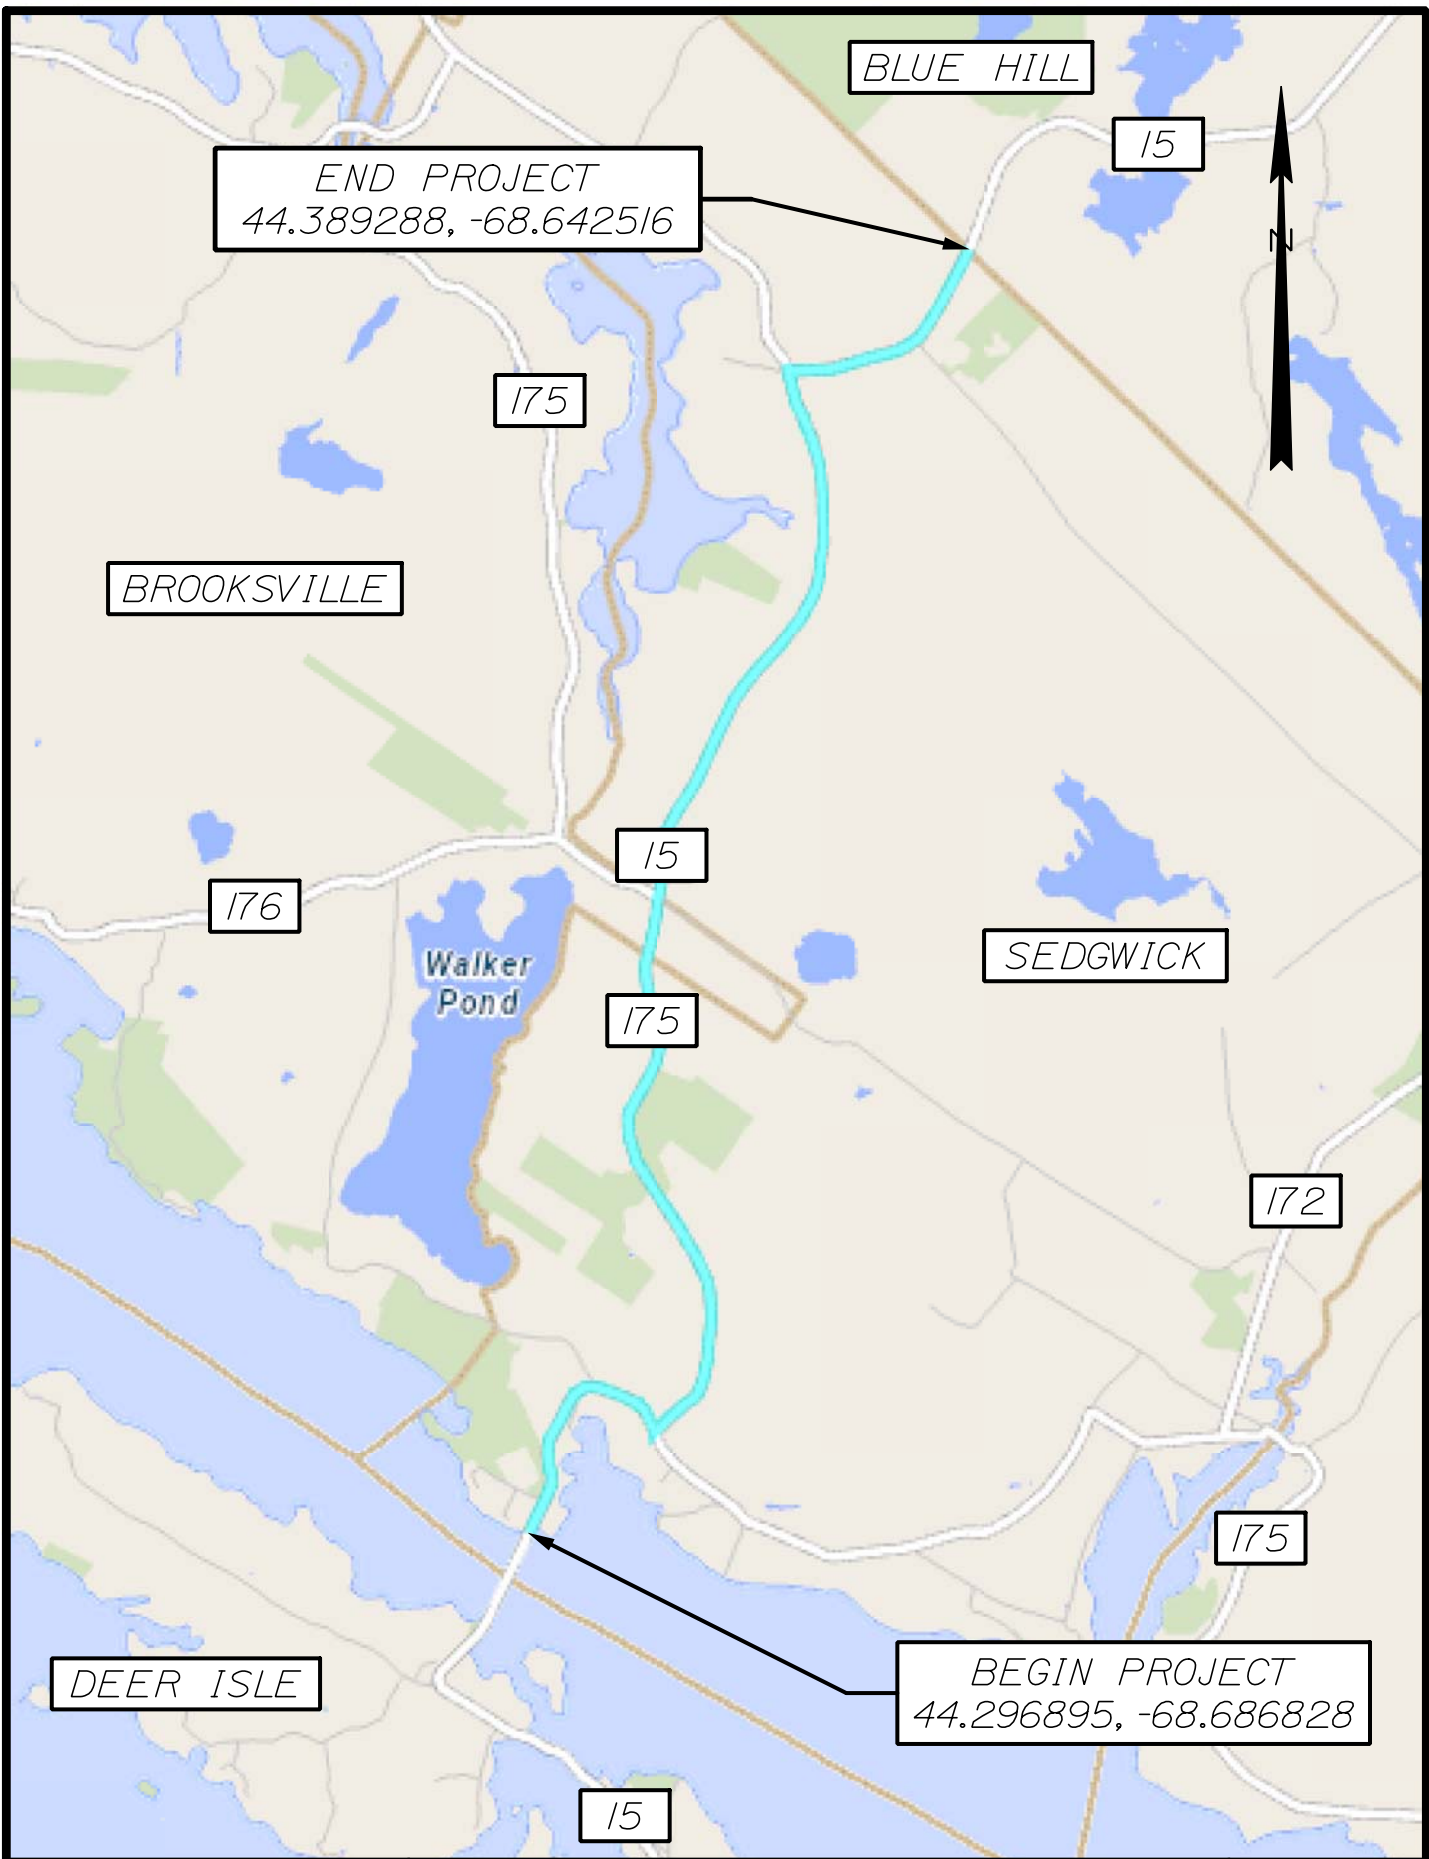 BLUE HILL
15
N
END PROJECT
44.389288, -68.642516
175
BROOKSVILLE
15
176
SEDGWICK
Walker
Pond
175
172
175
DEER ISLE
BEGIN PROJECT
44.296895, -68.686828
15